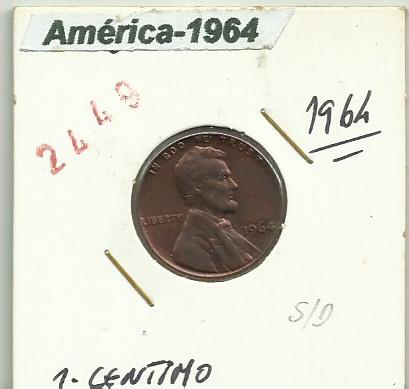 América-1964
2449
1964
IN GOD WE TRUST
LIBERTY
1964
S/D
1- CENTIMO